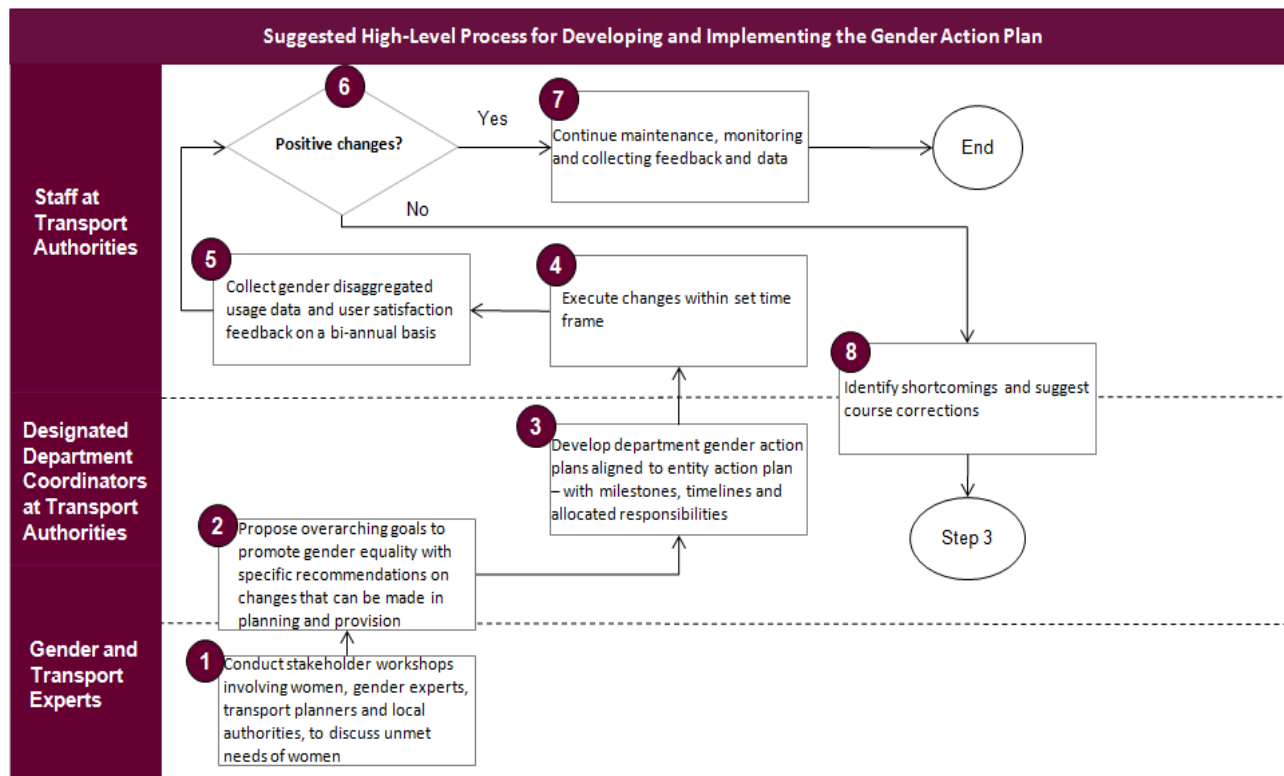 Suggested High-Level Process for Developing and Implementing the Gender Action Plan
Staff at
Transport
Authorities
6
Positive changes?
Yes
No
7
Continue maintenance, monitoring
and collecting feedback and data
End
5
Collect gender disaggregated
usage data and user satisfaction
feedback on a bi-annual basis
4
Execute changes within set time
frame
8
Identify shortcomings and suggest
course corrections
Designated
Department
Coordinators
at Transport
Authorities
3
Develop department gender action
plans aligned to entity action plan
– with milestones, timelines and
allocated responsibilities
Step 3
2
Propose overarching goals to
promote gender equality with
specific recommendations on
changes that can be made in
planning and provision
Gender and
Transport
Experts
1
Conduct stakeholder workshops
involving women, gender experts,
transport planners and local
authorities, to discuss unmet
needs of women